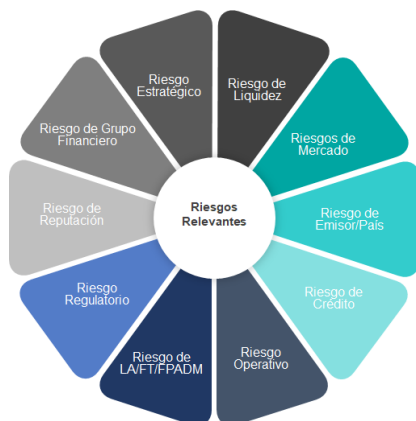 Riesgos
Relevantes
Riesgo de
Liquidez
Riesgos de
Mercado
Riesgo de
Emisor/País
Riesgo de
Crédito
Riesgo
Operativo
Riesgo de
LA/FT/FPADM
Riesgo
Regulatorio
Riesgo de
Reputación
Riesgo de Grupo
Financiero
Riesgo
Estratégico